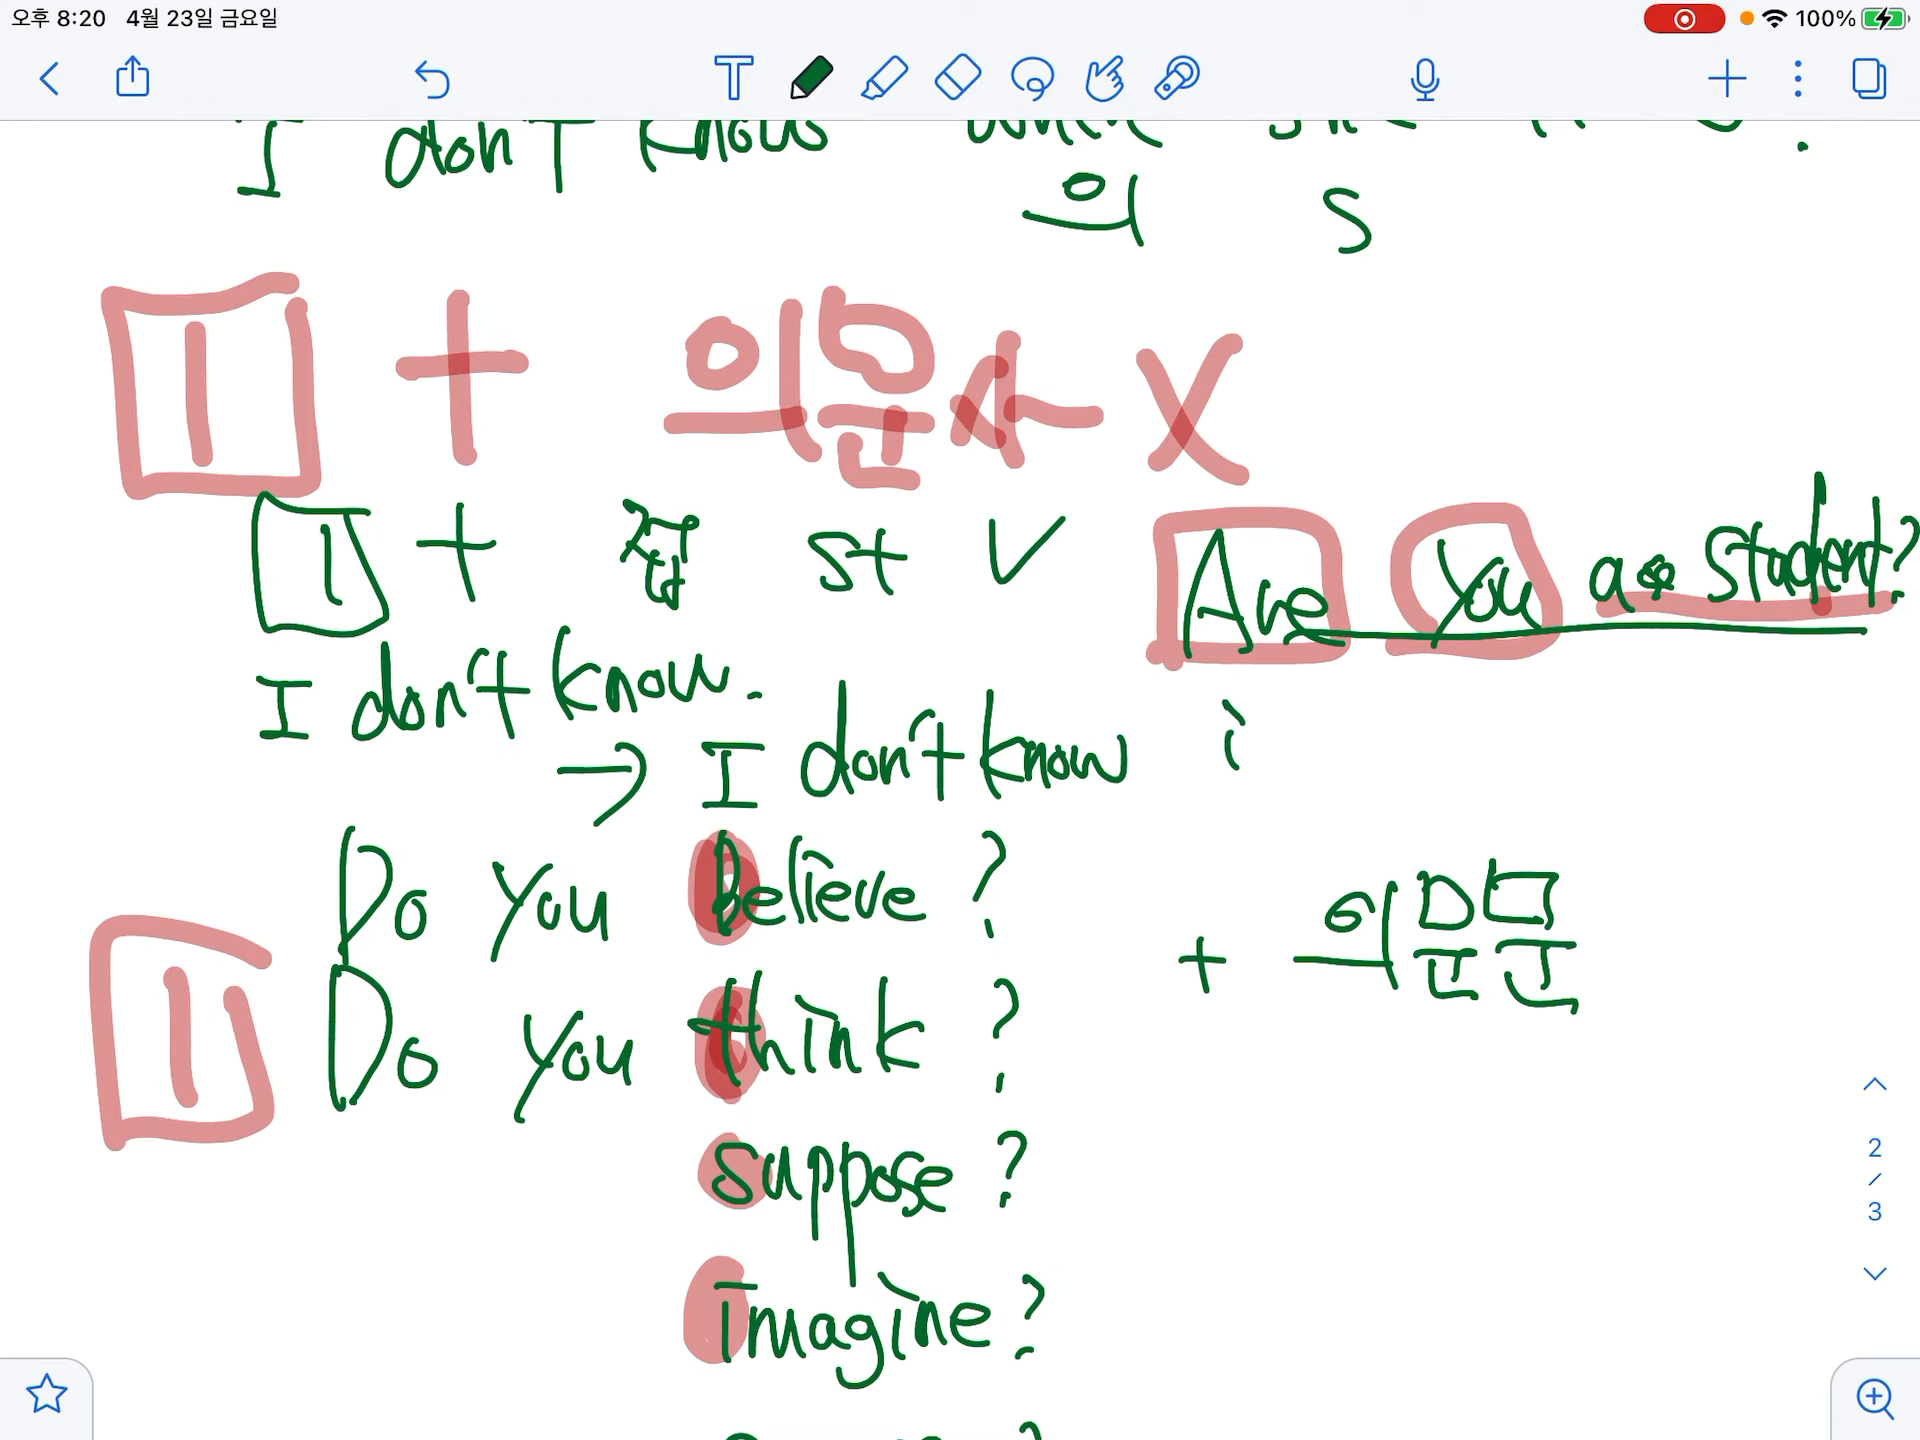 오후 8:20 4월 23일 금요일 100%
I don't know
의 S
1 + 의문사 X
1 + 접 st V Are you a student?
I don't know.
→ I don't know i
Do you Believe ?
+ 의문문
1 Do you think ?
suppose ?
Imagine ?
2
/
3